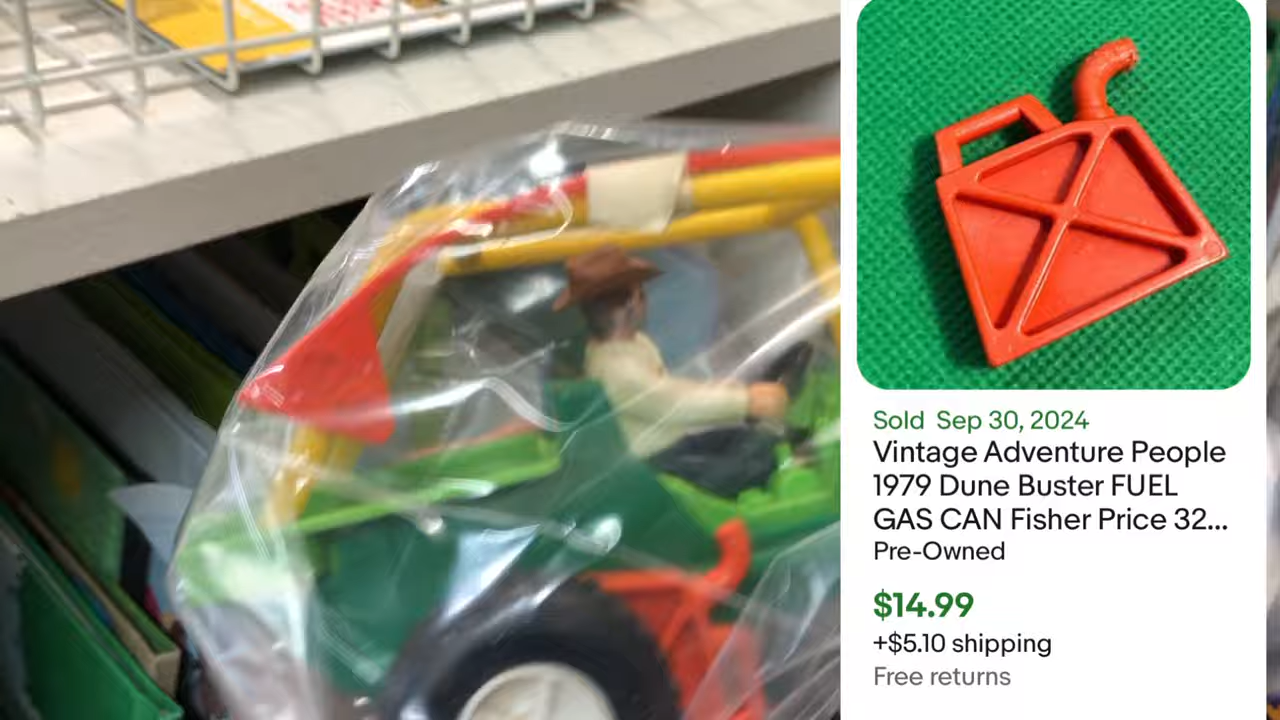 Sold Sep 30, 2024
Vintage Adventure People
1979 Dune Buster FUEL
GAS CAN Fisher Price 32...
Pre-Owned
$14.99
+$5.10 shipping
Free returns